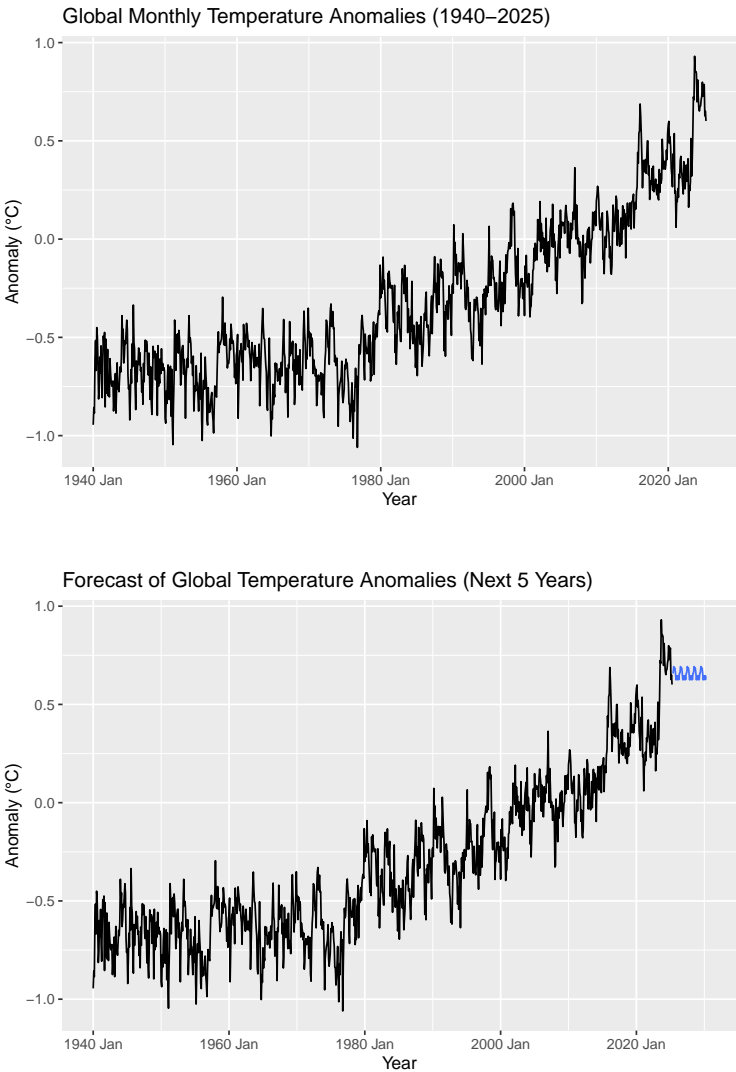 Global Monthly Temperature Anomalies (1940−2025)
1.0
0.5
0.0
−0.5
−1.0
Anomaly (°C)
1940 Jan 1960 Jan 1980 Jan 2000 Jan 2020 Jan
Year
Forecast of Global Temperature Anomalies (Next 5 Years)
1.0
0.5
0.0
−0.5
−1.0
Anomaly (°C)
1940 Jan 1960 Jan 1980 Jan 2000 Jan 2020 Jan
Year